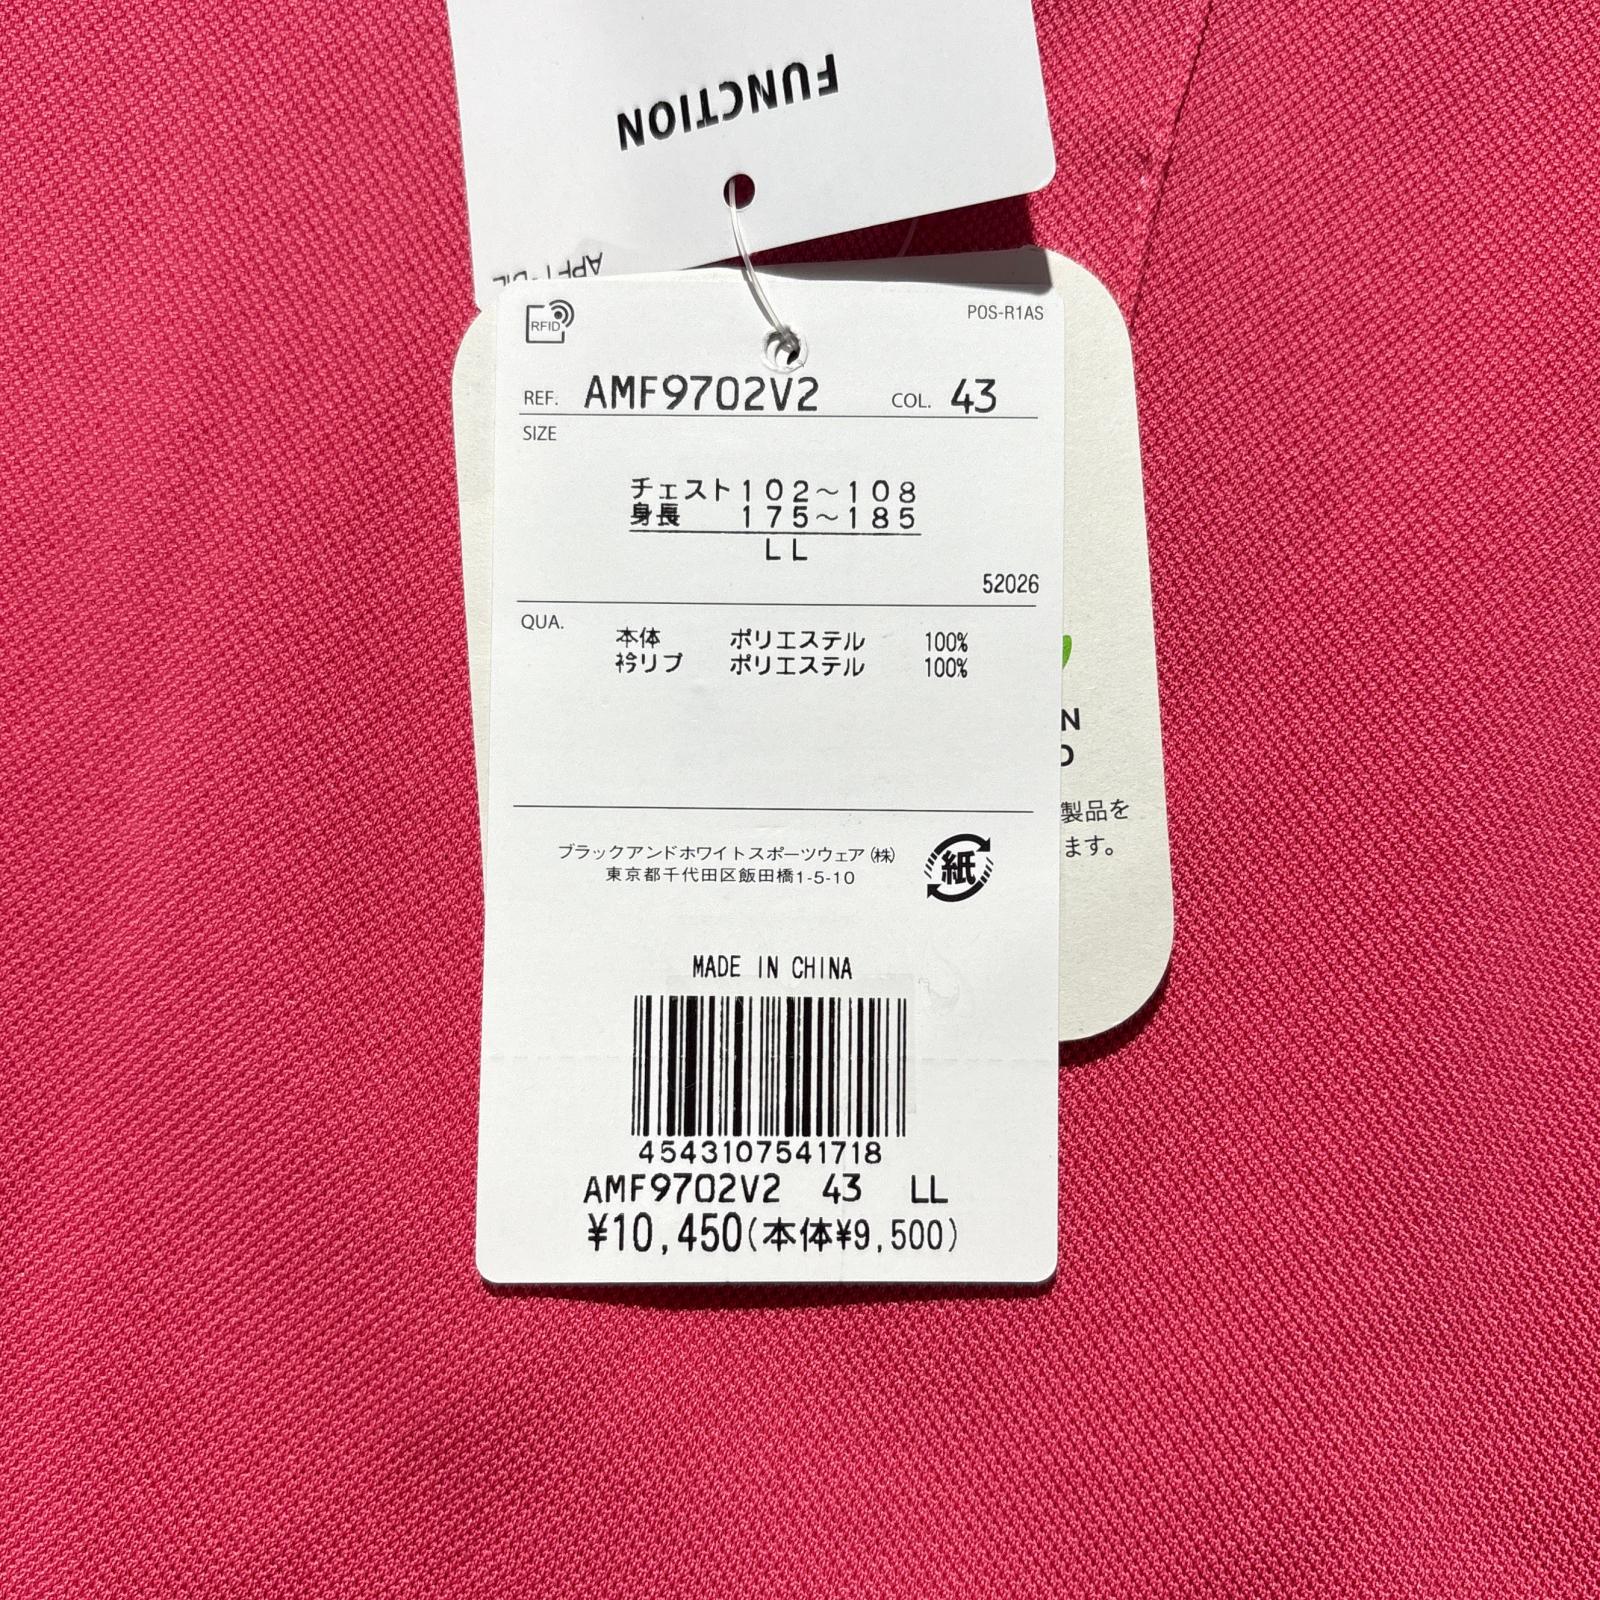 FUNCTION
RFID
POS-R1AS
REF. AMF9702V2 COL. 43
SIZE
チェスト102～108
身長 175～185
LL
52026
QUA.
本体 ポリエステル 100%
衿リブ ポリエステル 100%
製品を
ます。
ブラックアンドホワイトスポーツウェア(株)
東京都千代田区飯田橋1-5-10
紙
MADE IN CHINA
4543107541718
AMF9702V2 43 LL
¥10,450(本体¥9,500)